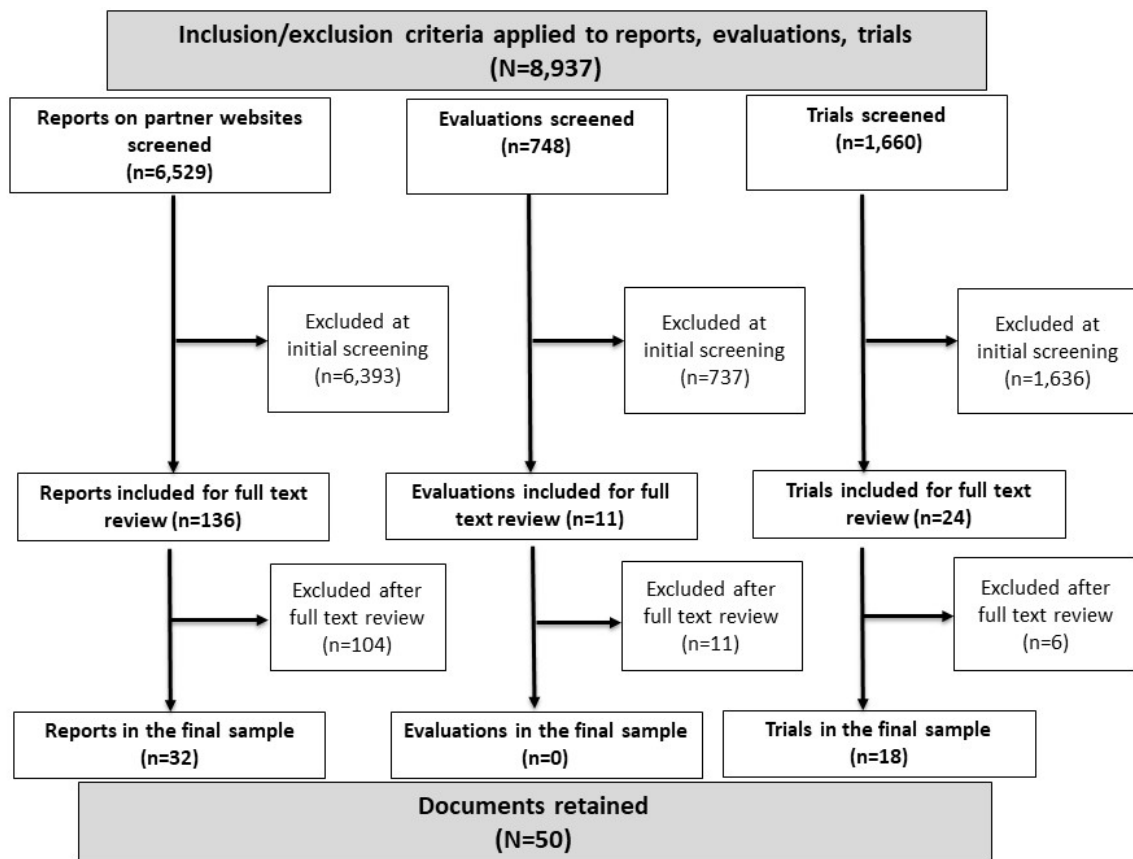 Inclusion/exclusion criteria applied to reports, evaluations, trials
(N=8,937)
Reports on partner websites
screened
(n=6,529)
Evaluations screened
(n=748)
Trials screened
(n=1,660)
Excluded at
initial screening
(n=6,393)
Excluded at
initial screening
(n=737)
Excluded at
initial screening
(n=1,636)
Reports included for full text
review (n=136)
Evaluations included for full
text review (n=11)
Trials included for full text
review (n=24)
Excluded after
full text review
(n=104)
Excluded after
full text review
(n=11)
Excluded after
full text review
(n=6)
Reports in the final sample
(n=32)
Evaluations in the final sample
(n=0)
Trials in the final sample
(n=18)
Documents retained
(N=50)